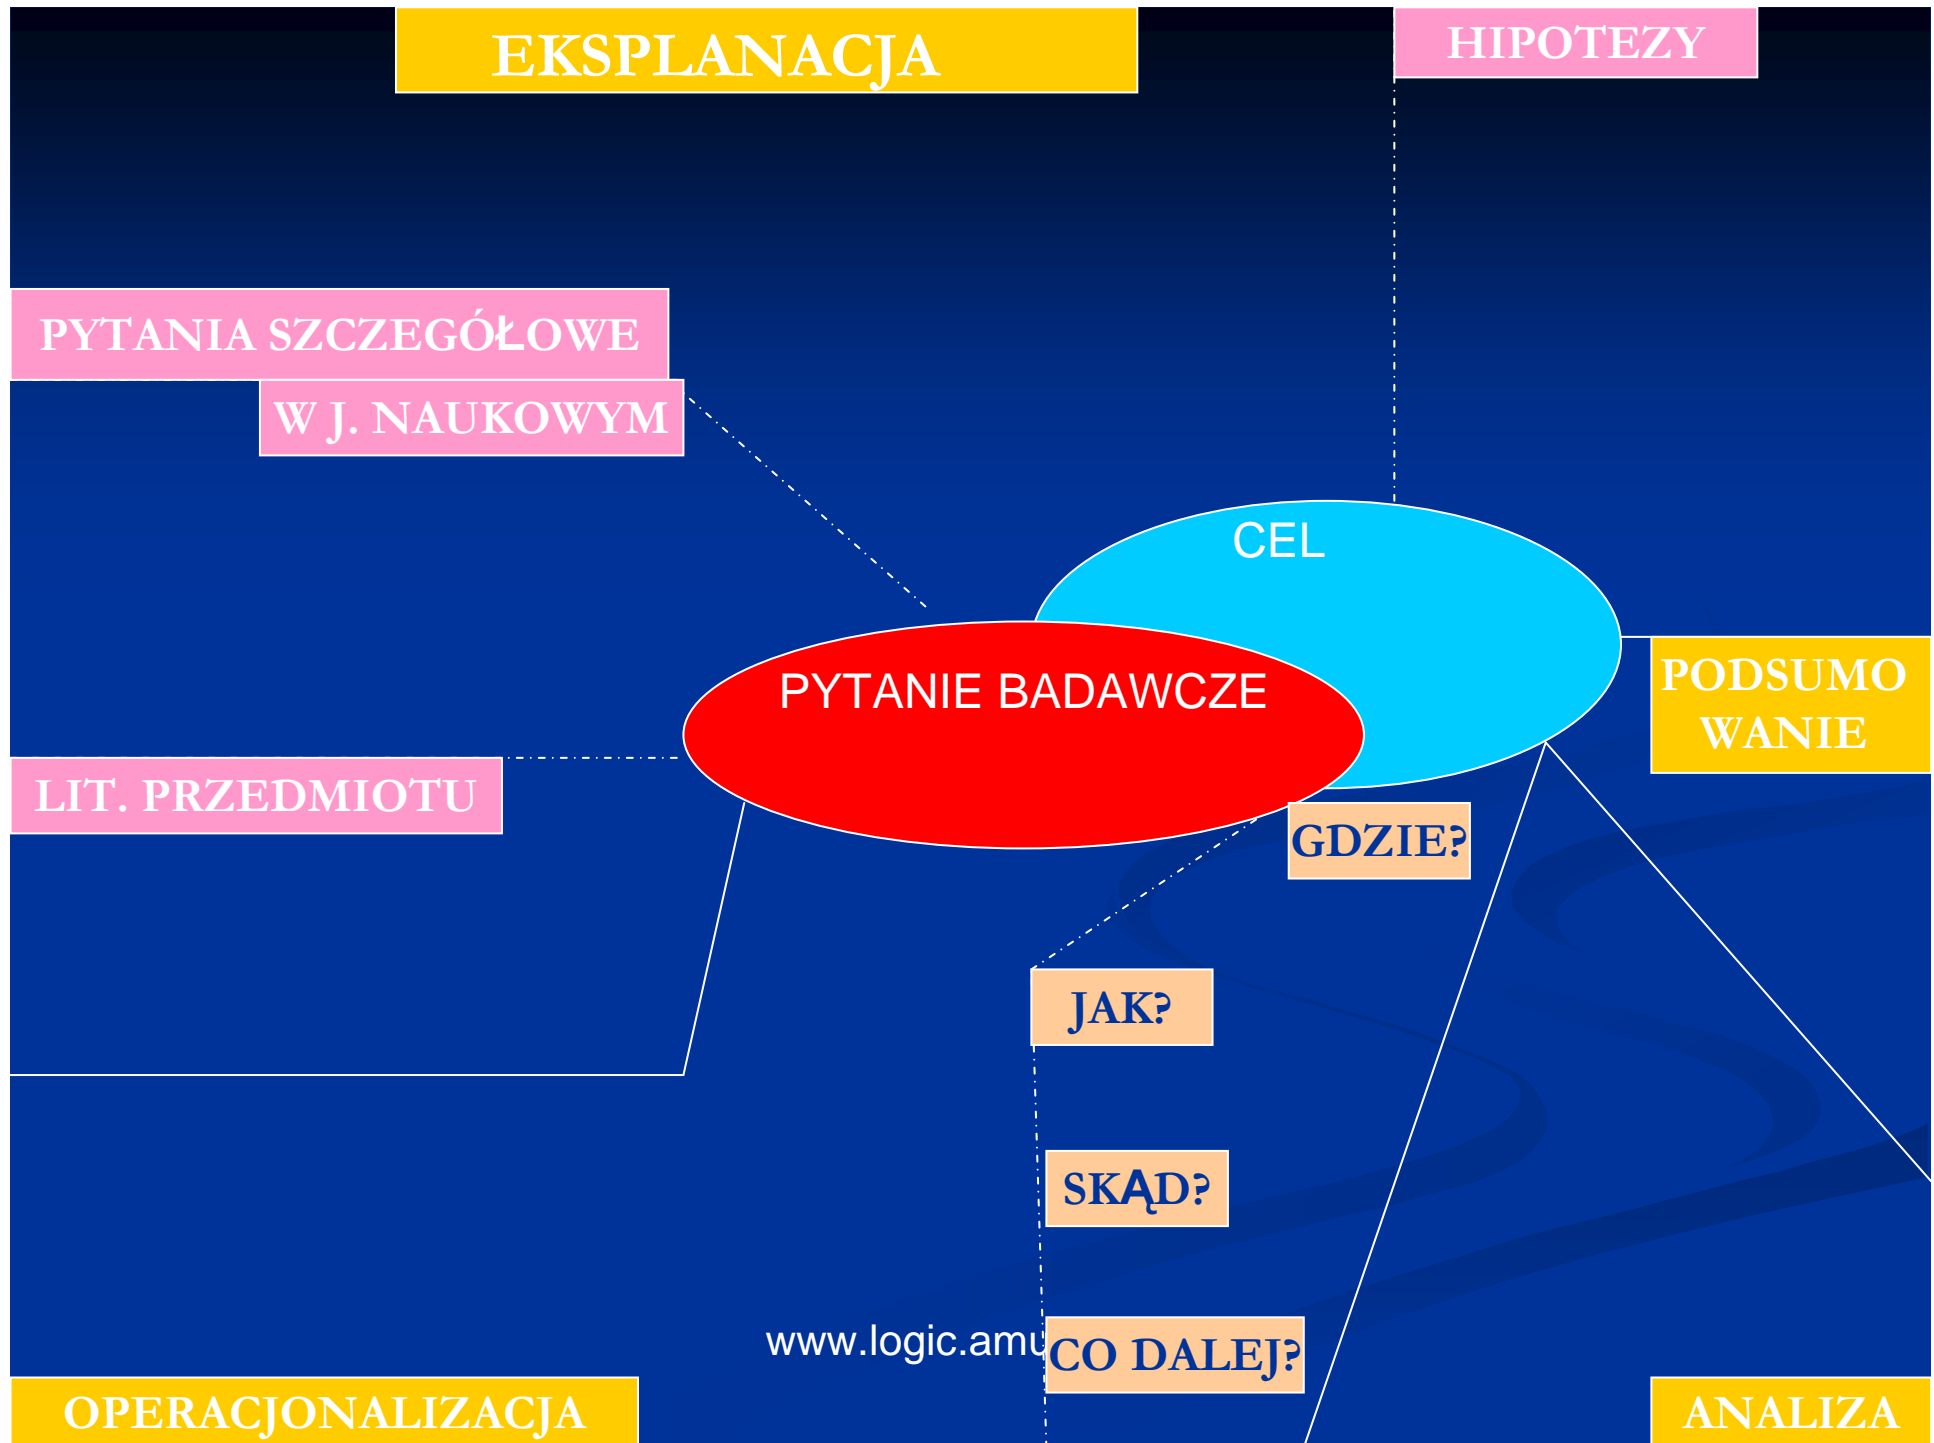 EKSPLANACJA
HIPOTEZY
PYTANIA SZCZEGÓŁOWE
W J. NAUKOWYM
CEL
PYTANIE BADAWCZE
PODSUMO
WANIE
LIT. PRZEDMIOTU
GDZIE?
JAK?
SKĄD?
www.logic.amu
CO DALEJ?
OPERACJONALIZACJA
ANALIZA